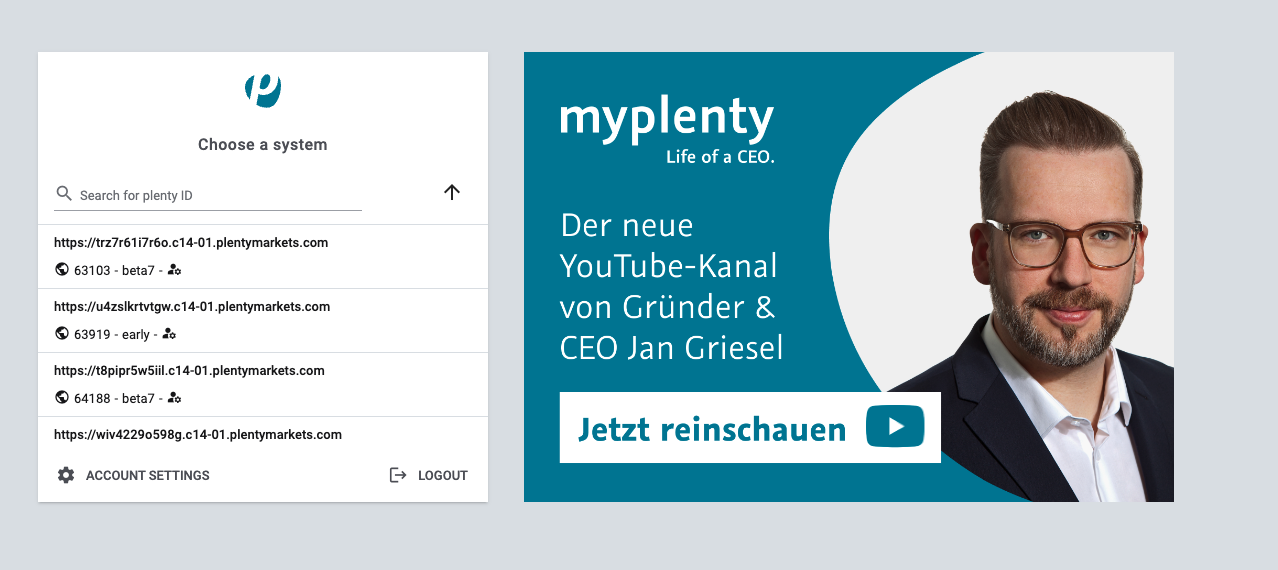 Choose a system
Search for plenty ID
https://trz7r61i7r6o.c14-01.plentymarkets.com
63103 - beta7 -
https://u4zslkrtvtgw.c14-01.plentymarkets.com
63919 - early -
https://t8pipr5w5iil.c14-01.plentymarkets.com
64188 - beta7 -
https://wiv4229o598g.c14-01.plentymarkets.com
ACCOUNT SETTINGS
LOGOUT
myplenty
Life of a CEO.
Der neue
YouTube-Kanal
von Gründer &
CEO Jan Griesel
Jetzt reinschauen